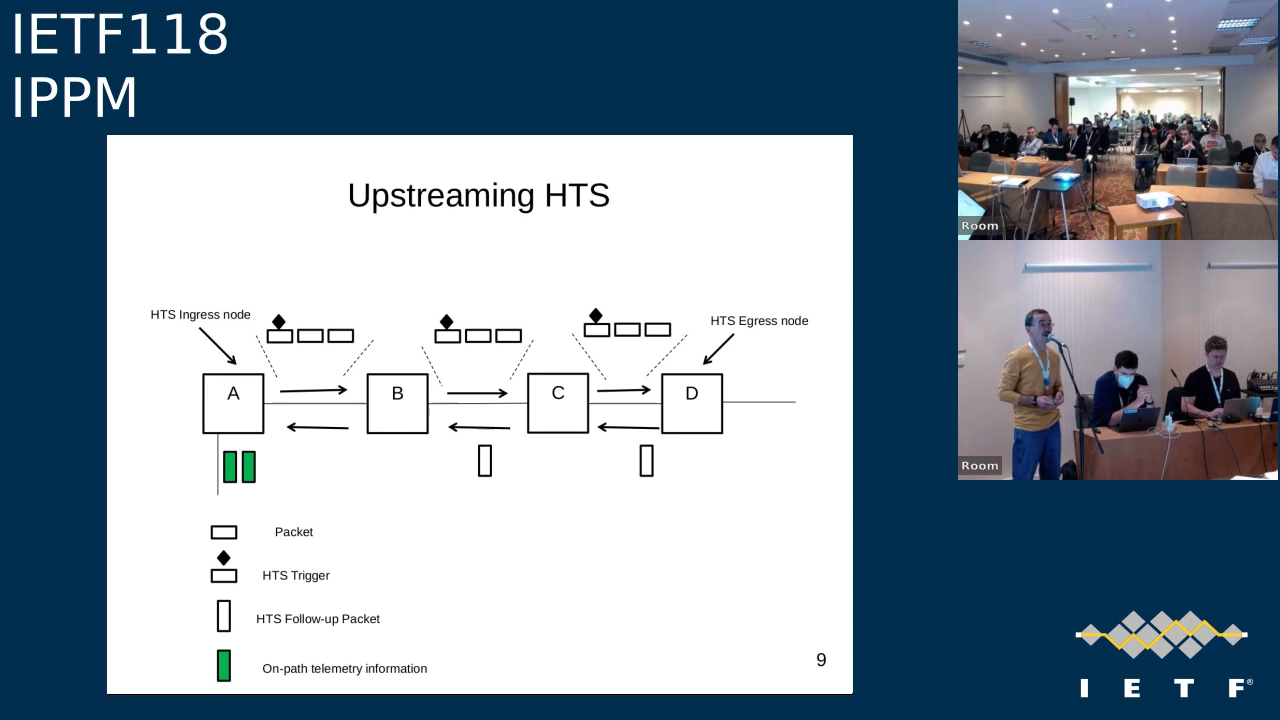 IETF118
IPPM
Upstreaming HTS
HTS Ingress node
HTS Egress node
A
B
C
D
Packet
HTS Trigger
HTS Follow-up Packet
On-path telemetry information
9
Room
Room
I E T F®